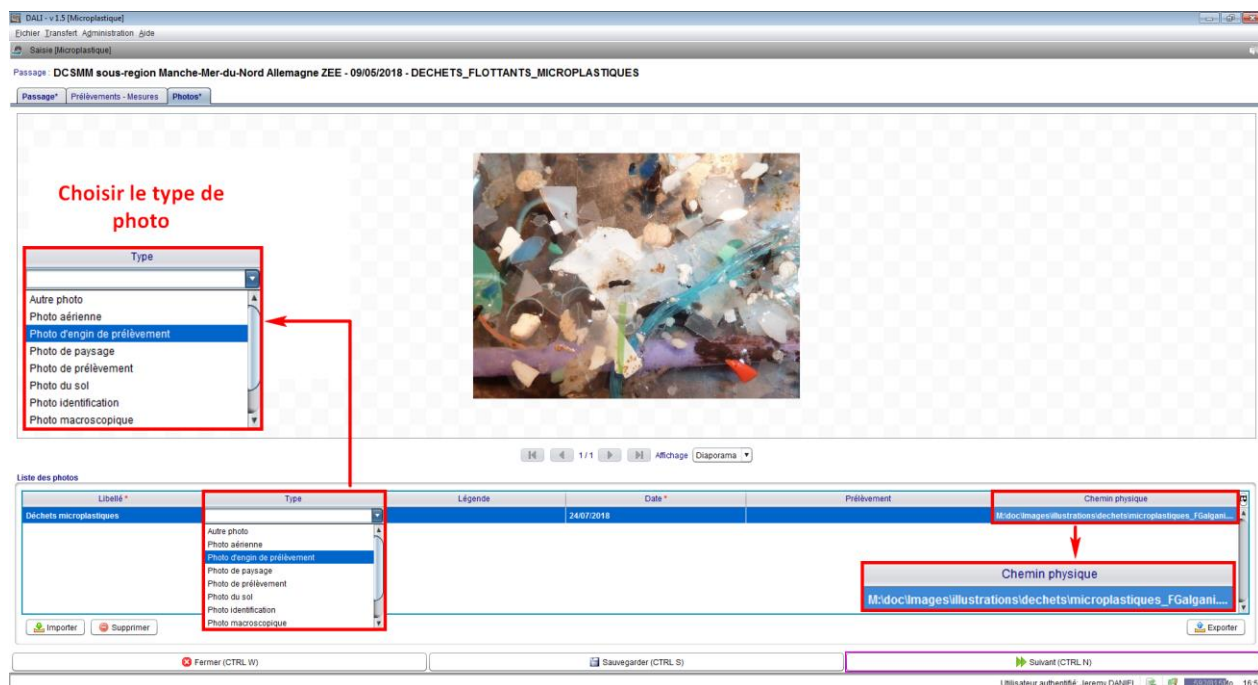 DALI - v 1.5 [Microplastique]
Fichier Transfert Administration Aide
Saisie [Microplastique]
Passage : DCSMM sous-region Manche-Mer-du-Nord Allemagne ZEE - 09/05/2018 - DECHETS_FLOTTANTS_MICROPLASTIQUES
Passage* Prélèvements - Mesures Photos*
Choisir le type de
photo
Type
Autre photo
Photo aérienne
Photo d'engin de prélèvement
Photo de paysage
Photo de prélèvement
Photo du sol
Photo identification
Photo macroscopique
1 / 1 Affichage Diaporama
Liste des photos
Libellé * Type Légende Date * Prélèvement Chemin physique
Déchets microplastiques 24/07/2018 M:\doc\Images\illustrations\dechets\microplastiques_FGalgani....
Autre photo
Photo aérienne
Photo d'engin de prélèvement
Photo de paysage
Photo de prélèvement
Photo du sol
Photo identification
Photo macroscopique
Chemin physique
M:\doc\Images\illustrations\dechets\microplastiques_FGalgani....
Importer Supprimer Exporter
Fermer (CTRL W) Sauvegarder (CTRL S) Suivant (CTRL N)
Utilisateur authentifié: Jeremy DANIEL